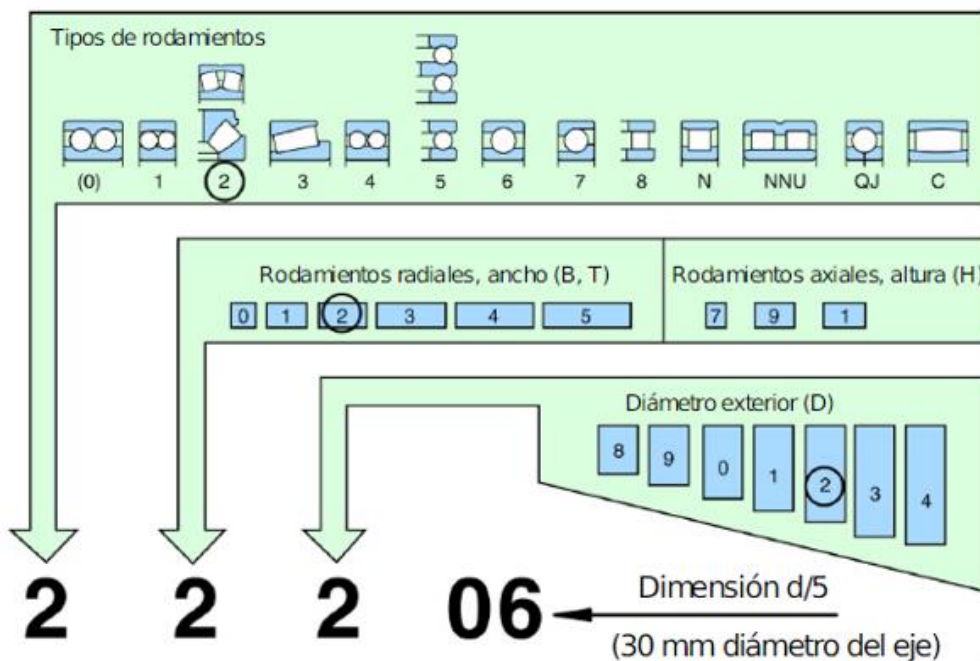 Tipos de rodamientos
(0) 1 2 3 4 5 6 7 8 N NNU QJ C
Rodamientos radiales, ancho (B, T)
0 1 2 3 4 5
Rodamientos axiales, altura (H)
7 9 1
Diámetro exterior (D)
8 9 0 1 2 3 4
2 2 2 06
Dimensión d/5
(30 mm diámetro del eje)